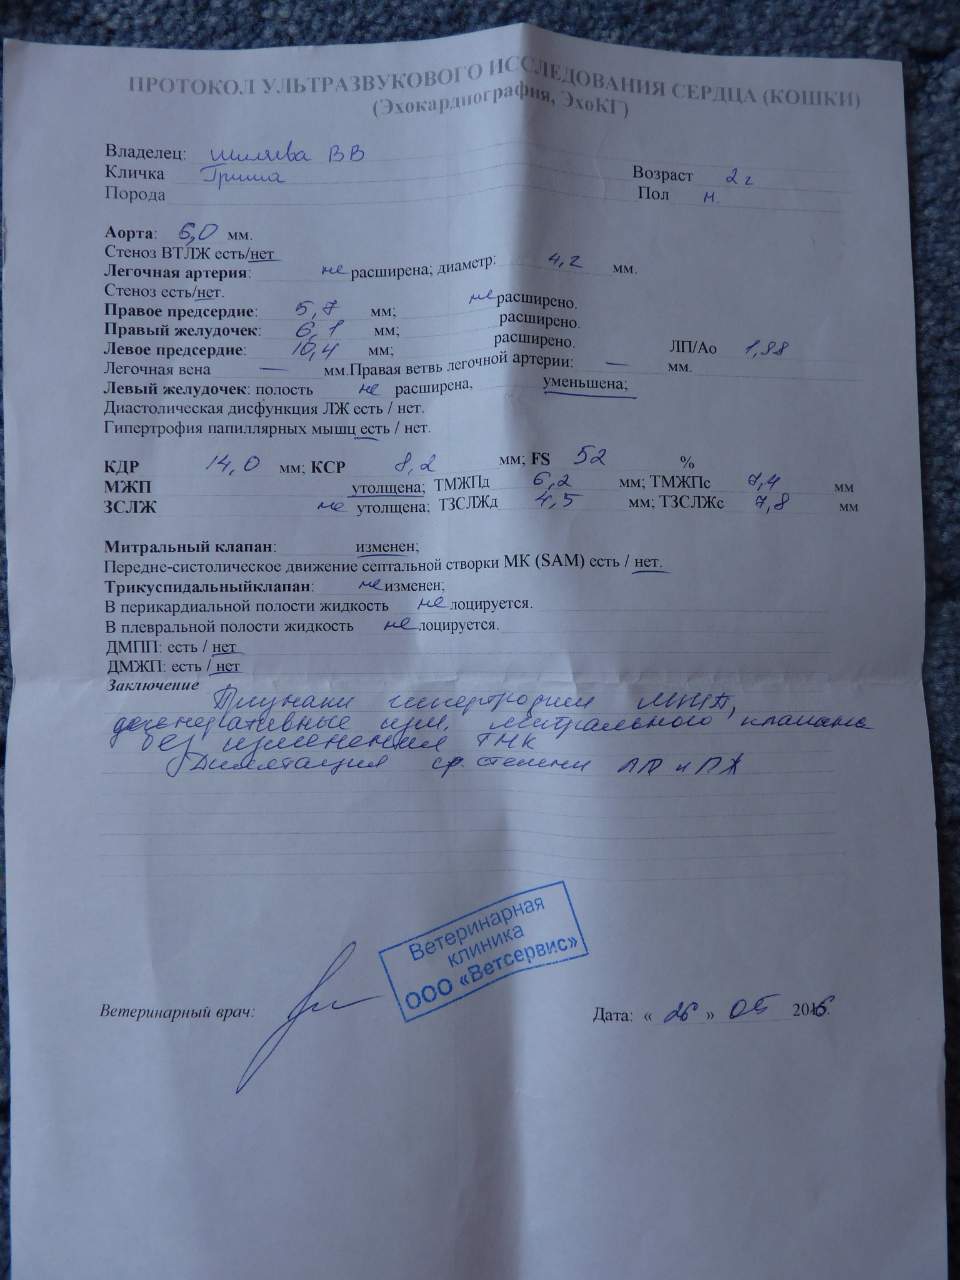 ПРОТОКОЛ УЛЬТРАЗВУКОВОГО ИССЛЕДОВАНИЯ СЕРДЦА (КОШКИ)
(Эхокардиография, ЭхоКГ)
Владелец: Шиляева ВВ
Кличка Гриша Возраст 2 г
Порода Пол м.
Аорта: 6,0 мм.
Стеноз ВТЛЖ есть/нет
Легочная артерия: не расширена; диаметр: 4,2 мм.
Стеноз есть/нет.
Правое предсердие: 5,7 мм; не расширено.
Правый желудочек: 6,1 мм; расширено.
Левое предсердие: 10,4 мм; расширено. ЛП/Ао 1,88
Легочная вена — мм.Правая ветвь легочной артерии: — мм.
Левый желудочек: полость не расширена, уменьшена;
Диастолическая дисфункция ЛЖ есть / нет.
Гипертрофия папиллярных мышц есть / нет.
КДР 14,0 мм; КСР 8,2 мм; FS 52 %
МЖП утолщена; ТМЖПд 6,2 мм; ТМЖПс 7,4 мм
ЗСЛЖ не утолщена; ТЗСЛЖд 4,5 мм; ТЗСЛЖс 7,8 мм
Митральный клапан: изменен;
Передне-систолическое движение септальной створки МК (SAM) есть / нет.
Трикуспидальныйклапан: не изменен;
В перикардиальной полости жидкость не лоцируется.
В плевральной полости жидкость не лоцируется.
ДМПП: есть / нет
ДМЖП: есть / нет
Заключение Признаки гипертрофии МЖП,
дегенеративные изм. митрального клапана
без изменения ТМК
Дилятация ср. степени ЛП и ПЖ
Ветеринарная
клиника
ООО «Ветсервис»
Ветеринарный врач: Дата: « 26 » 05 2016.